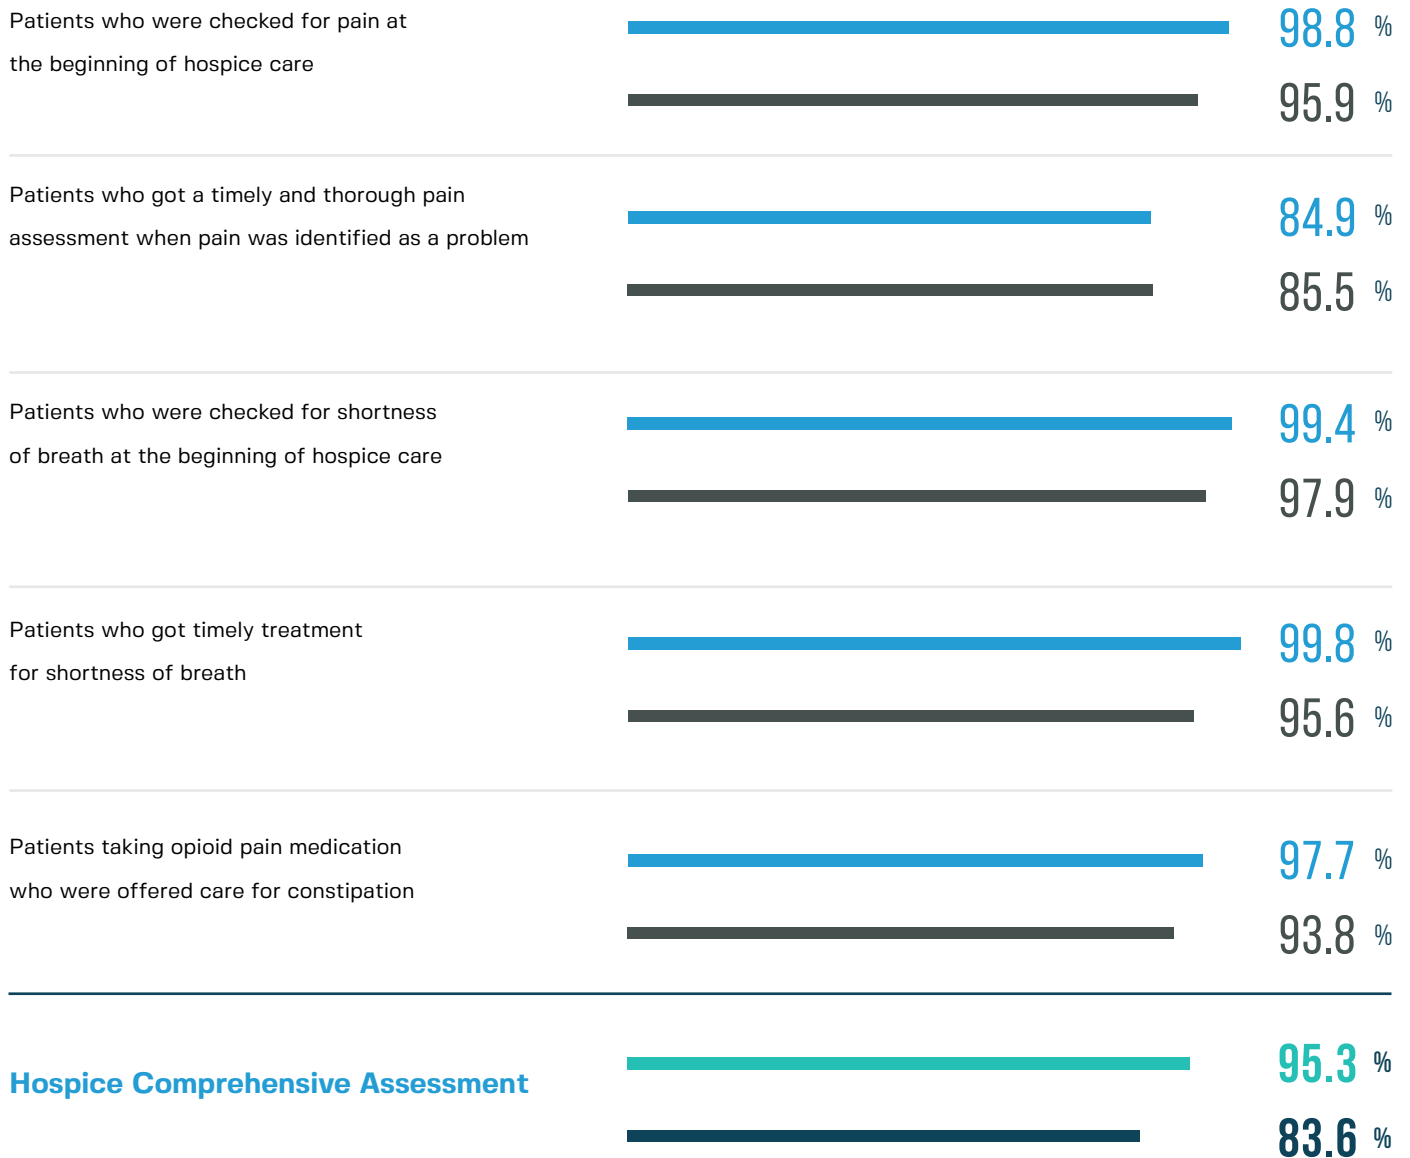 Patients who were checked for pain at
the beginning of hospice care
98.8 %
95.9 %
Patients who got a timely and thorough pain
assessment when pain was identified as a problem
84.9 %
85.5 %
Patients who were checked for shortness
of breath at the beginning of hospice care
99.4 %
97.9 %
Patients who got timely treatment
for shortness of breath
99.8 %
95.6 %
Patients taking opioid pain medication
who were offered care for constipation
97.7 %
93.8 %
Hospice Comprehensive Assessment
95.3 %
83.6 %